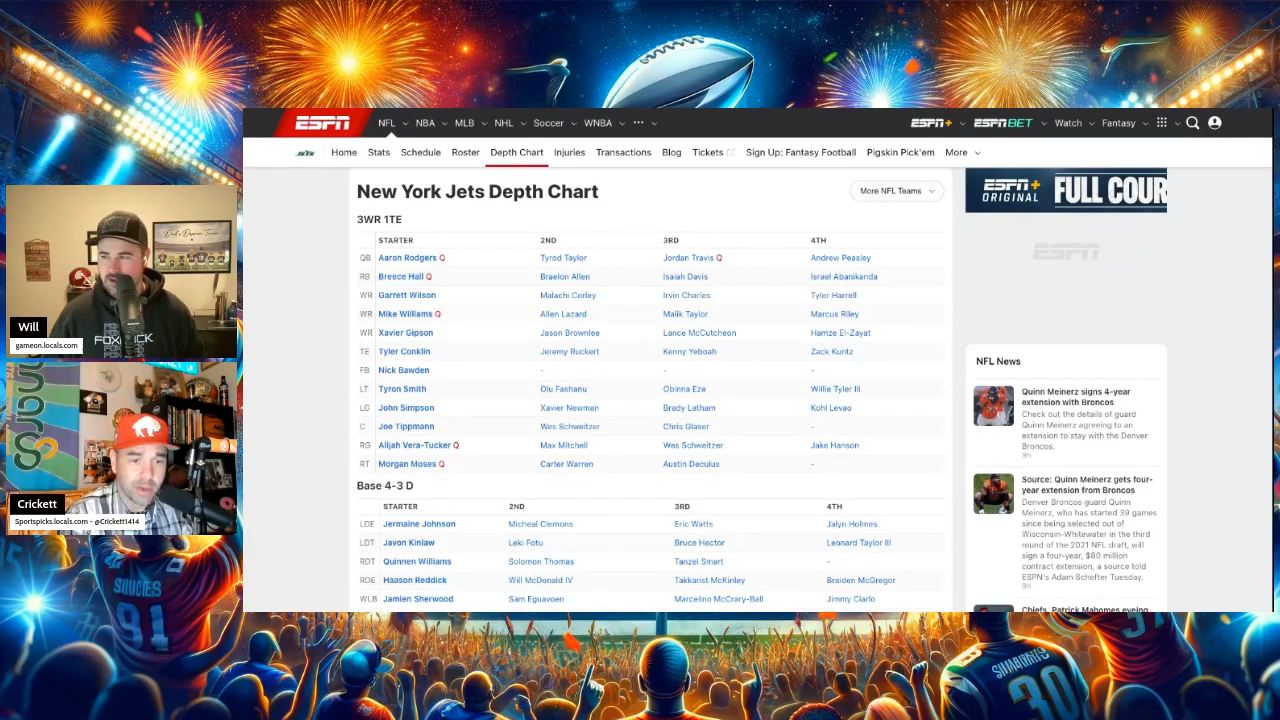 ESPN NFL NBA MLB NHL Soccer WNBA ••• ESPN+ ESPN BET Watch Fantasy
JETS Home Stats Schedule Roster Depth Chart Injuries Transactions Blog Tickets Sign Up: Fantasy Football Pigskin Pick'em More
New York Jets Depth Chart
More NFL Teams
3WR 1TE
STARTER 2ND 3RD 4TH
QB Aaron Rodgers Q Tyrod Taylor Jordan Travis Q Andrew Peasley
RB Breece Hall Q Braelon Allen Isaiah Davis Israel Abanikanda
WR Garrett Wilson Malachi Corley Irvin Charles Tyler Harrell
WR Mike Williams Q Allen Lazard Malik Taylor Marcus Riley
WR Xavier Gipson Jason Brownlee Lance McCutcheon Hamze El-Zayat
TE Tyler Conklin Jeremy Ruckert Kenny Yeboah Zack Kuntz
FB Nick Bawden - - -
LT Tyron Smith Olu Fashanu Obinna Eze Willie Tyler III
LG John Simpson Xavier Newman Brady Latham Kohl Levao
C Joe Tippmann Wes Schweitzer Chris Glaser -
RG Alijah Vera-Tucker Q Max Mitchell Wes Schweitzer Jake Hanson
RT Morgan Moses Q Carter Warren Austin Deculus -
Base 4-3 D
STARTER 2ND 3RD 4TH
LDE Jermaine Johnson Micheal Clemons Eric Watts Jalyn Holmes
LDT Javon Kinlaw Leki Fotu Bruce Hector Leonard Taylor III
RDT Quinnen Williams Solomon Thomas Tanzel Smart -
RDE Haason Reddick Will McDonald IV Takkarist McKinley Braiden McGregor
WLB Jamien Sherwood Sam Eguavoen Marcelino McCrary-Ball Jimmy Ciarlo
ESPN+
ORIGINAL
FULL COUR
ESPN
NFL News
Quinn Meinerz signs 4-year
extension with Broncos
Check out the details of guard
Quinn Meinerz agreeing to an
extension to stay with the Denver
Broncos.
9h
Source: Quinn Meinerz gets four-
year extension from Broncos
Denver Broncos guard Quinn
Meinerz, who has started 39 games
since being selected out of
Wisconsin-Whitewater in the third
round of the 2021 NFL draft, will
sign a four-year, $80 million
contract extension, a source told
ESPN's Adam Schefter Tuesday.
9h
Chiefs, Patrick Mahomes eyeing
Will
gameon.locals.com
Crickett
Sportspicks.locals.com - @Crickett1414
91
30